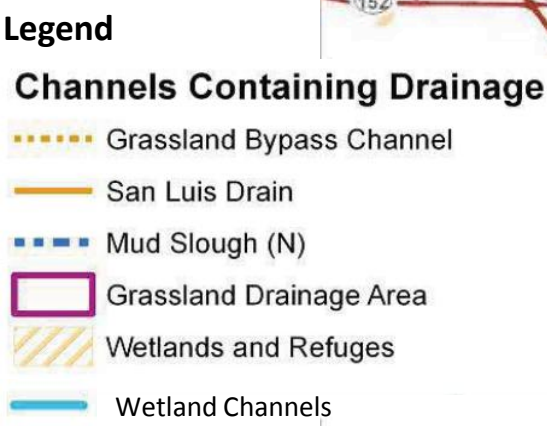 152
Legend
Channels Containing Drainage
Grassland Bypass Channel
San Luis Drain
Mud Slough (N)
Grassland Drainage Area
Wetlands and Refuges
Wetland Channels